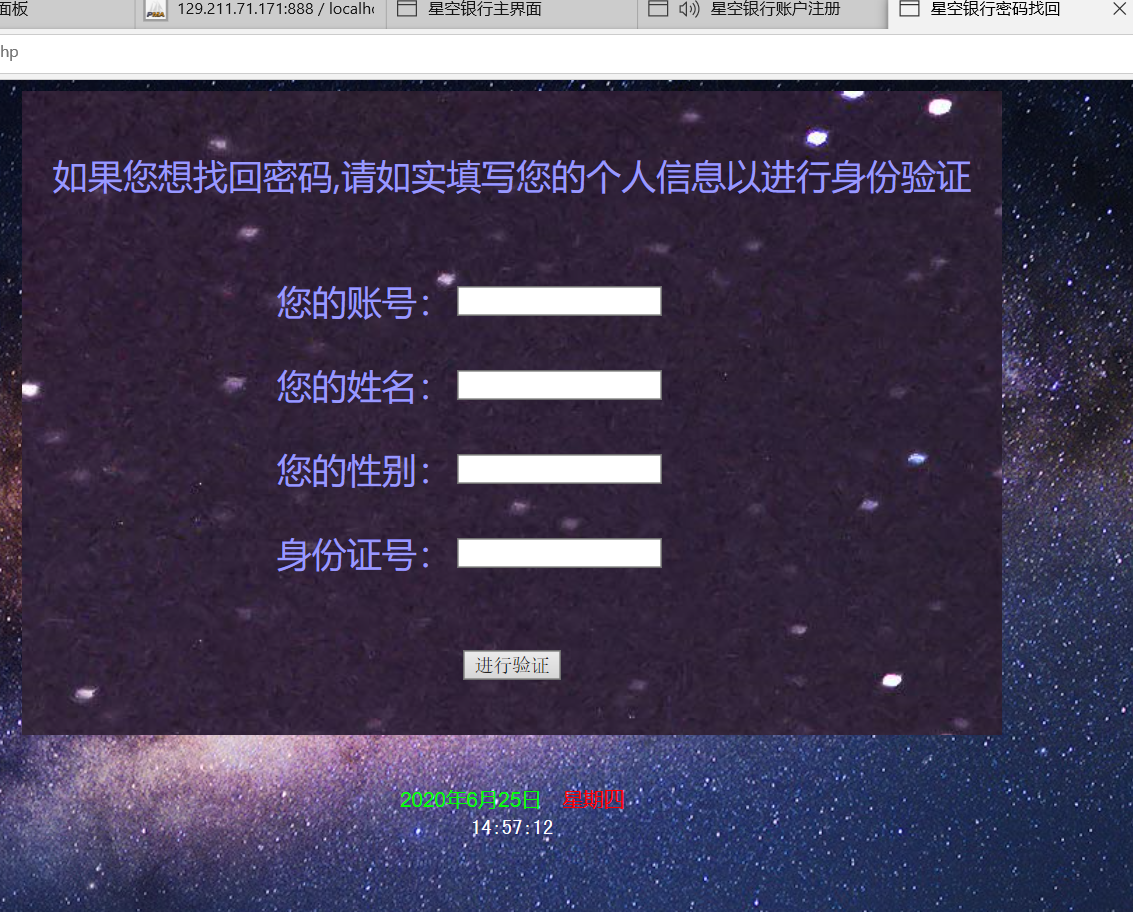 面板
129.211.71.171:888 / localh
星空银行主界面
星空银行账户注册
星空银行密码找回
hp
如果您想找回密码,请如实填写您的个人信息以进行身份验证
您的账号：
您的姓名：
您的性别：
身份证号：
进行验证
2020年6月25日 星期四
14:57:12